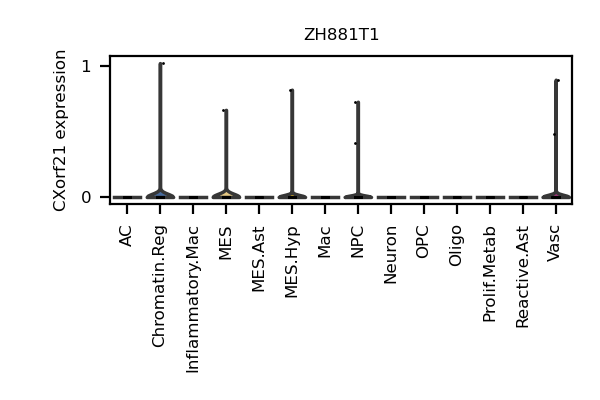 ZH881T1
CXorf21 expression
1
0
AC
Chromatin.Reg
Inflammatory.Mac
MES
MES.Ast
MES.Hyp
Mac
NPC
Neuron
OPC
Oligo
Prolif.Metab
Reactive.Ast
Vasc